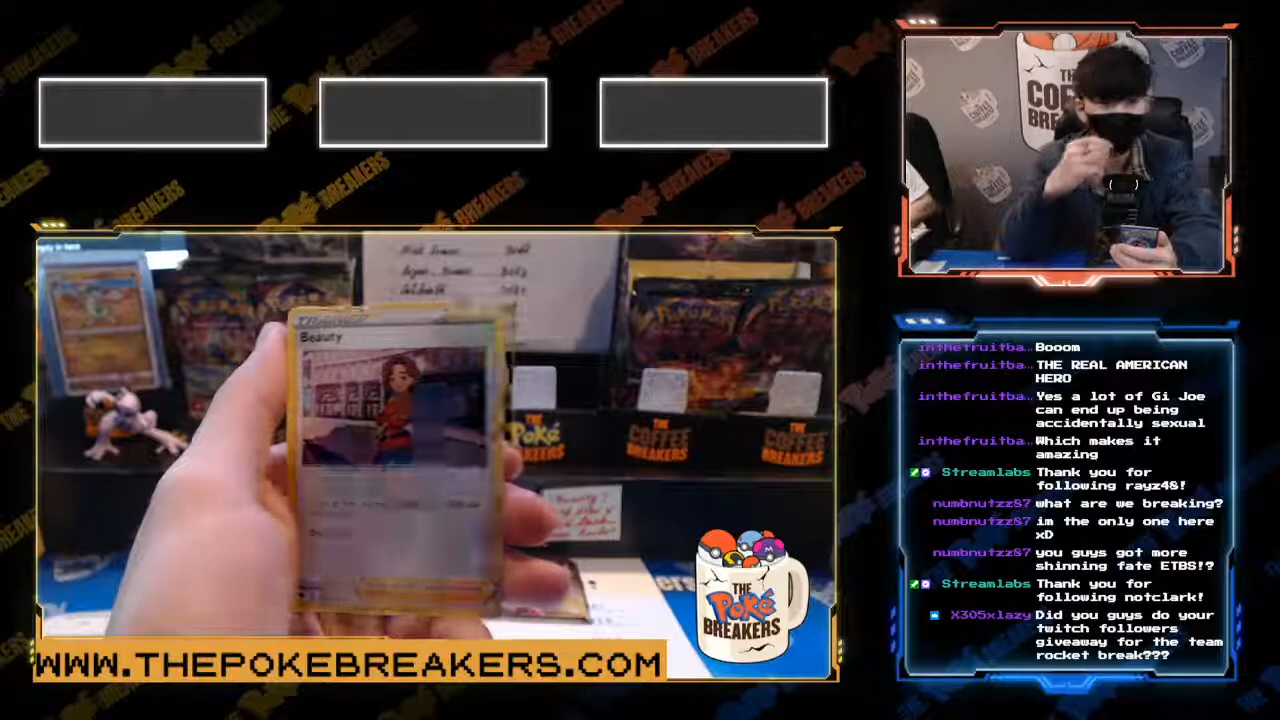 THE
COF
BRE
TRAINER
Beauty
THE
Poké
BREAKERS
THE
COFFEE
BREAKERS
THE
COFFEE
BREAKERS
THE
Poké
BREAKERS
WWW.THEPOKEBREAKERS.COM
inthefruitba… Booom
inthefruitba… THE REAL AMERICAN
HERO
inthefruitba… Yes a lot of Gi Joe
can end up being
accidentally sexual
inthefruitba… Which makes it
amazing
Streamlabs Thank you for
following rayz48!
numbnutzz87 what are we breaking?
numbnutzz87 im the only one here
xD
numbnutzz87 you guys got more
shinning fate ETBS!?
Streamlabs Thank you for
following notclark!
X305xlazy Did you guys do your
twitch followers
giveaway for the team
rocket break???